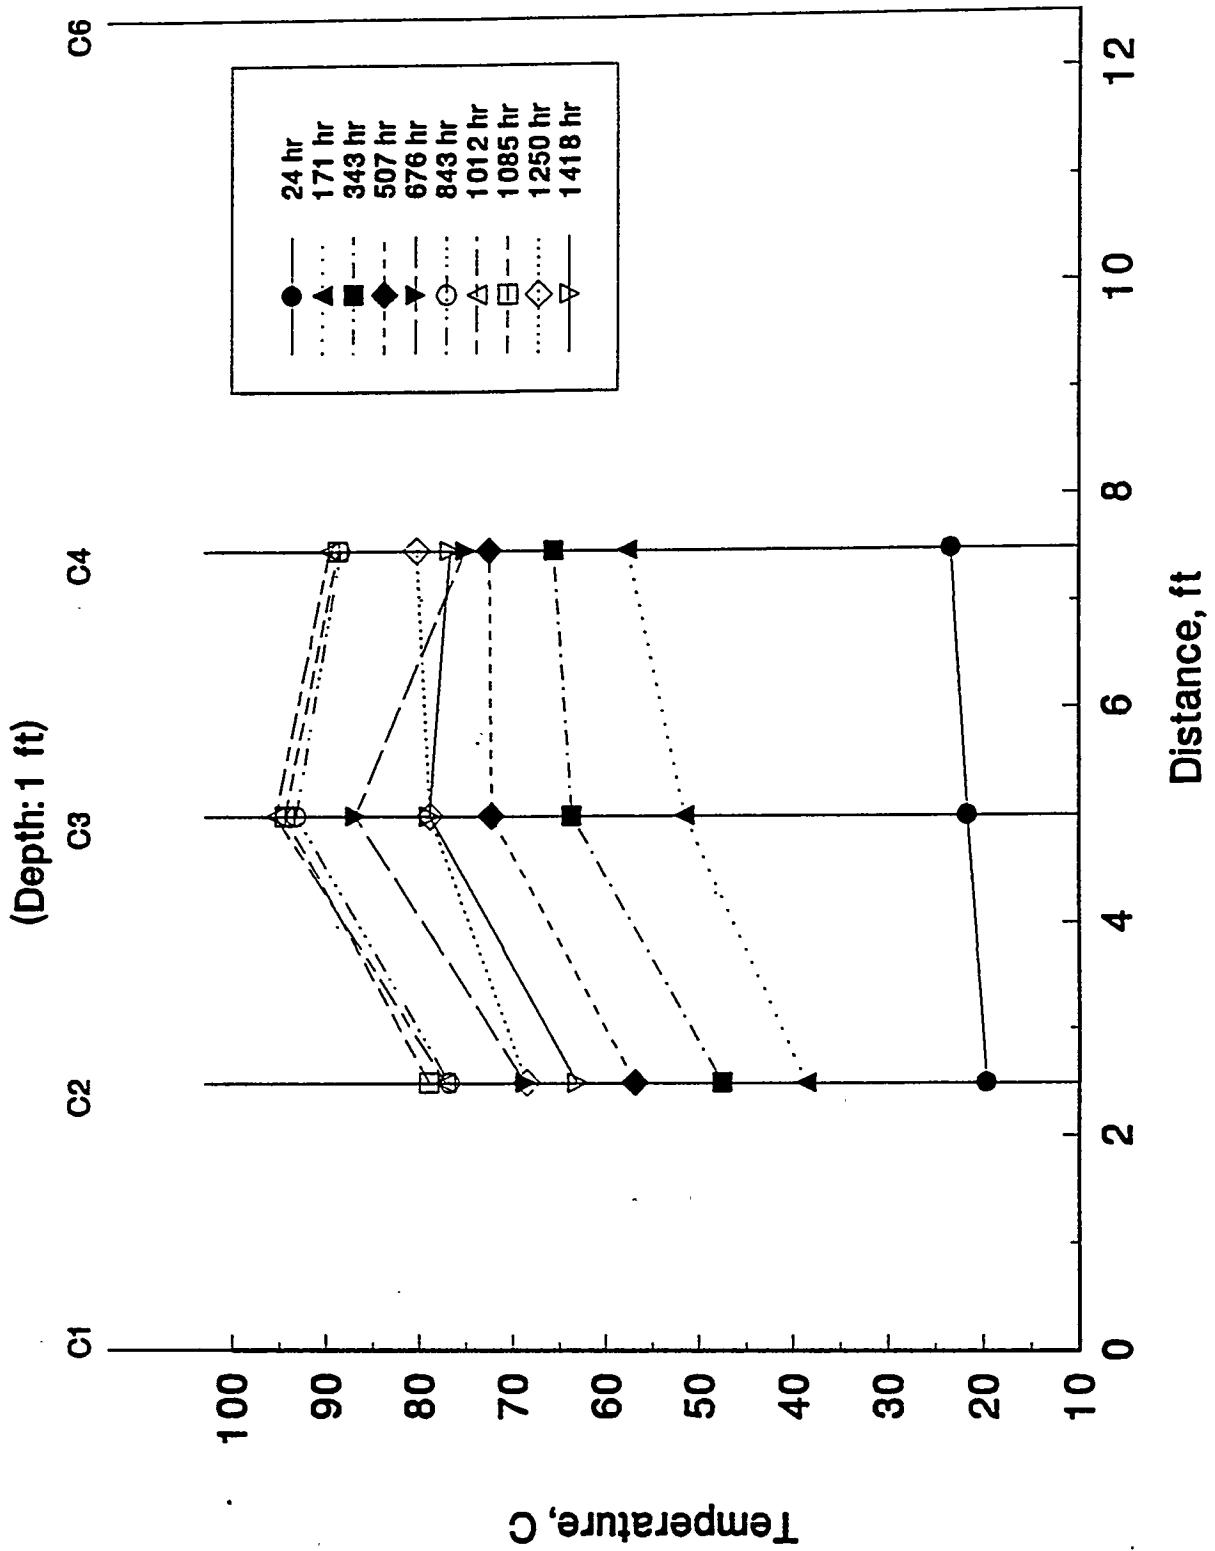 (Depth: 1 ft)
C1
C2
C3
C4
C6
24 hr
171 hr
343 hr
507 hr
676 hr
843 hr
1012 hr
1085 hr
1250 hr
1418 hr
100
90
80
70
60
50
40
30
20
10
Temperature, C
0
2
4
6
8
10
12
Distance, ft